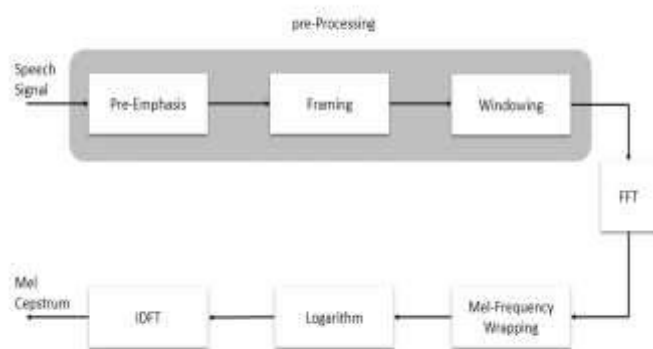 pre-Processing
Speech
Signal
Pre-Emphasis
Framing
Windowing
FFT
Mel
Cepstrum
IDFT
Logarithm
Mel-Frequency
Wrapping